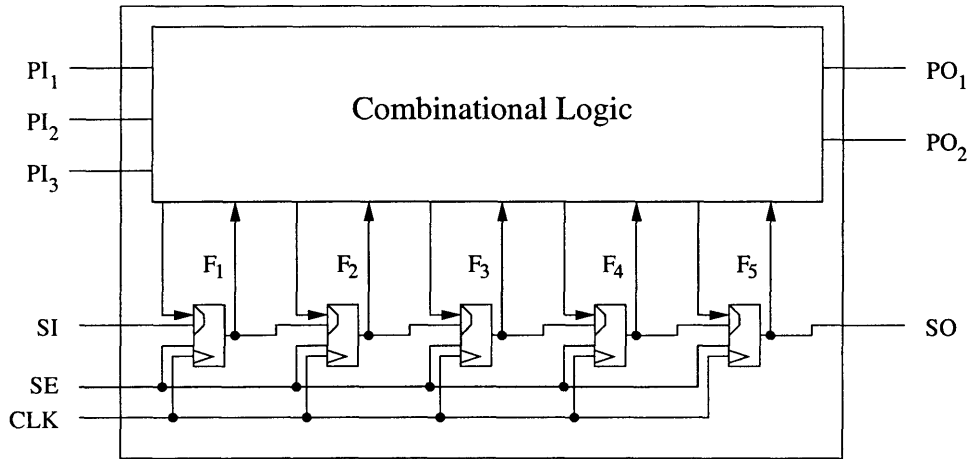 PI₁
PI₂
PI₃
Combinational Logic
PO₁
PO₂
F₁
F₂
F₃
F₄
F₅
SI
SO
SE
CLK